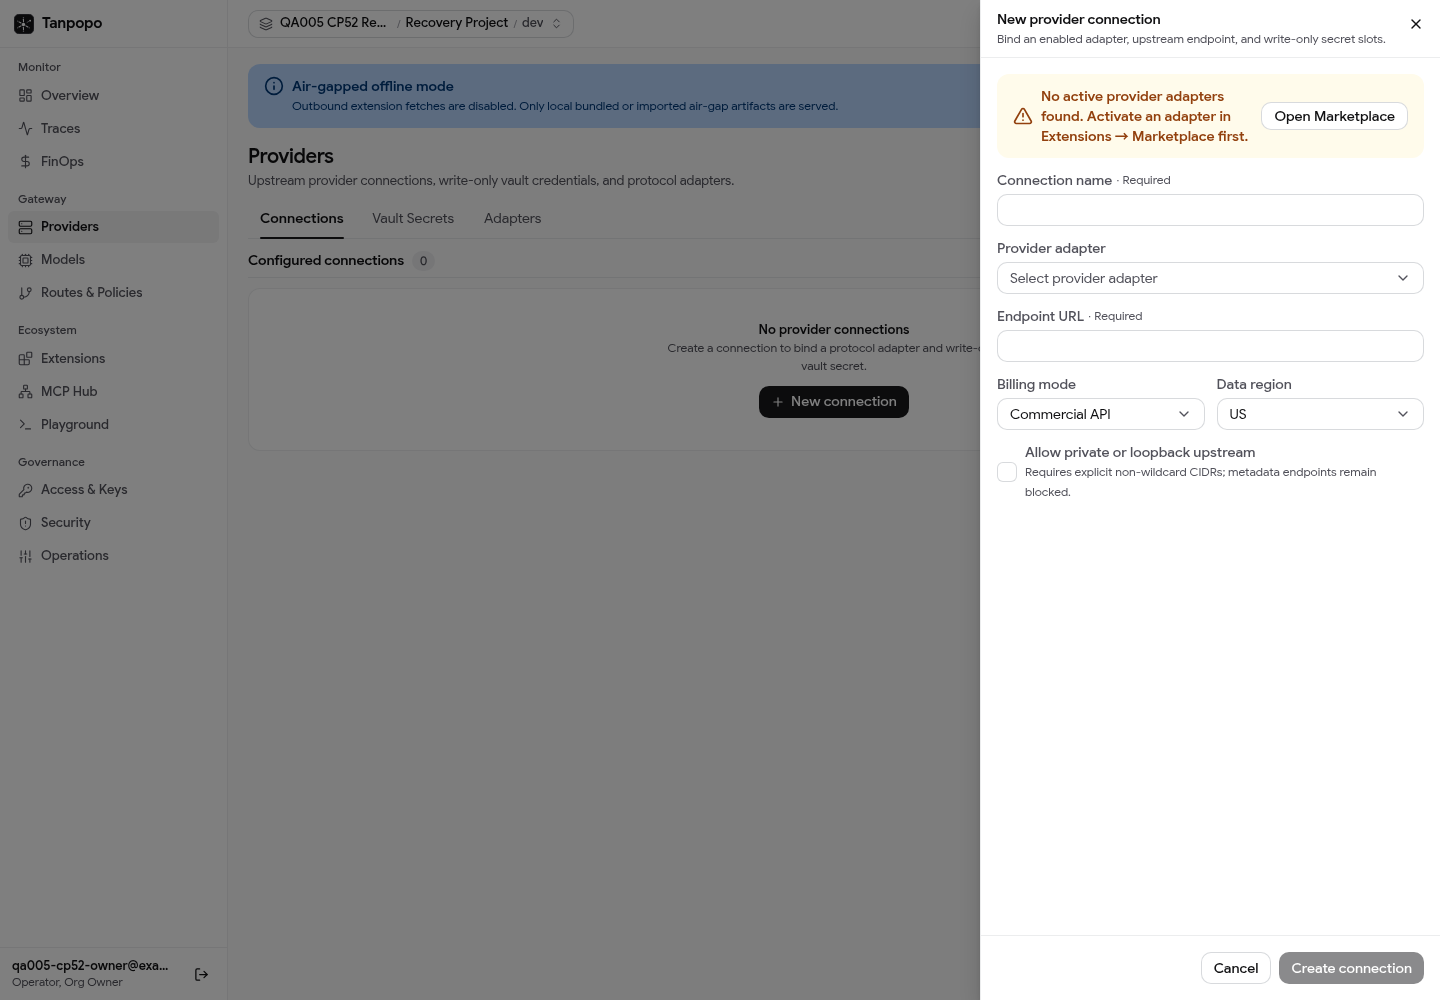 Tanpopo
Monitor
Overview
Traces
FinOps
Gateway
Providers
Models
Routes & Policies
Ecosystem
Extensions
MCP Hub
Playground
Governance
Access & Keys
Security
Operations
qa005-cp52-owner@exa...
Operator, Org Owner
QA005 CP52 Re... / Recovery Project / dev
Air-gapped offline mode
Outbound extension fetches are disabled. Only local bundled or imported air-gap artifacts are served.
Providers
Upstream provider connections, write-only vault credentials, and protocol adapters.
Connections Vault Secrets Adapters
Configured connections 0
No provider connections
Create a connection to bind a protocol adapter and write-
vault secret.
+ New connection
New provider connection
Bind an enabled adapter, upstream endpoint, and write-only secret slots.
No active provider adapters
found. Activate an adapter in
Extensions → Marketplace first.
Open Marketplace
Connection name · Required
Provider adapter
Select provider adapter
Endpoint URL · Required
Billing mode Data region
Commercial API US
Allow private or loopback upstream
Requires explicit non-wildcard CIDRs; metadata endpoints remain
blocked.
Cancel Create connection